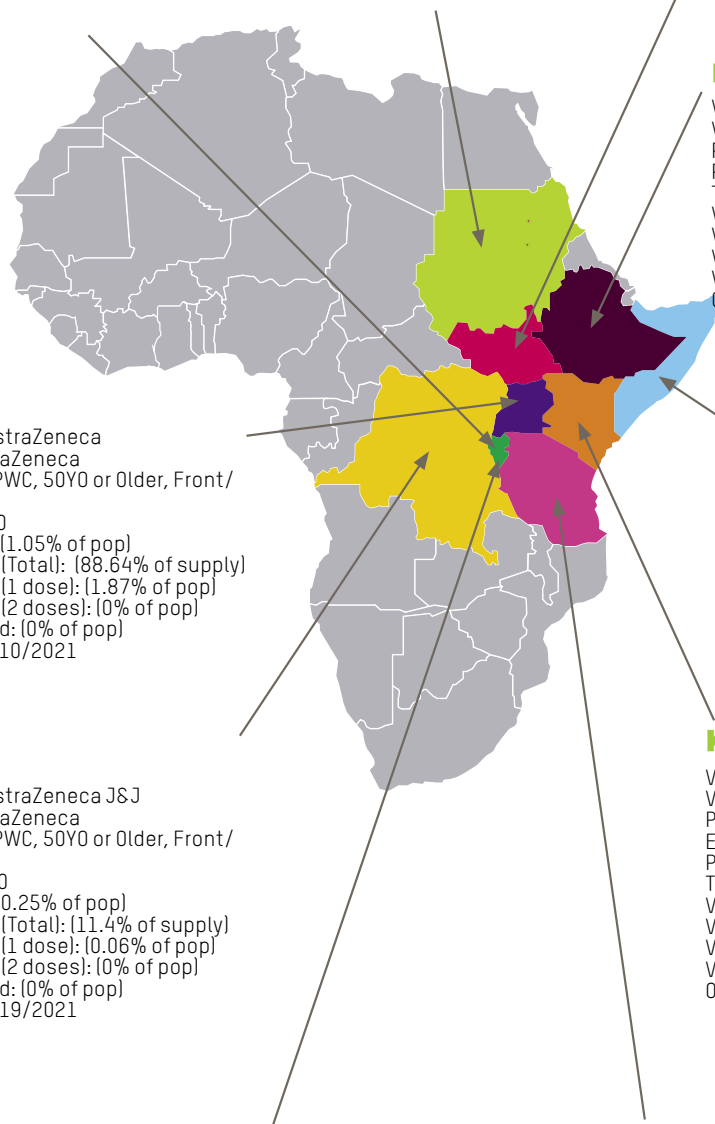 straZeneca
aZeneca
PWC, 50YO or Older, Front/
0
(1.05% of pop)
(Total): (88.64% of supply)
(1 dose): (1.87% of pop)
(2 doses): (0% of pop)
d: (0% of pop)
10/2021
straZeneca J&J
aZeneca
PWC, 50YO or Older, Front/
0
0.25% of pop)
(Total): (11.4% of supply)
(1 dose): (0.06% of pop)
(2 doses): (0% of pop)
d: (0% of pop)
19/2021
V
V
P
E
P
T
V
V
V
V
O